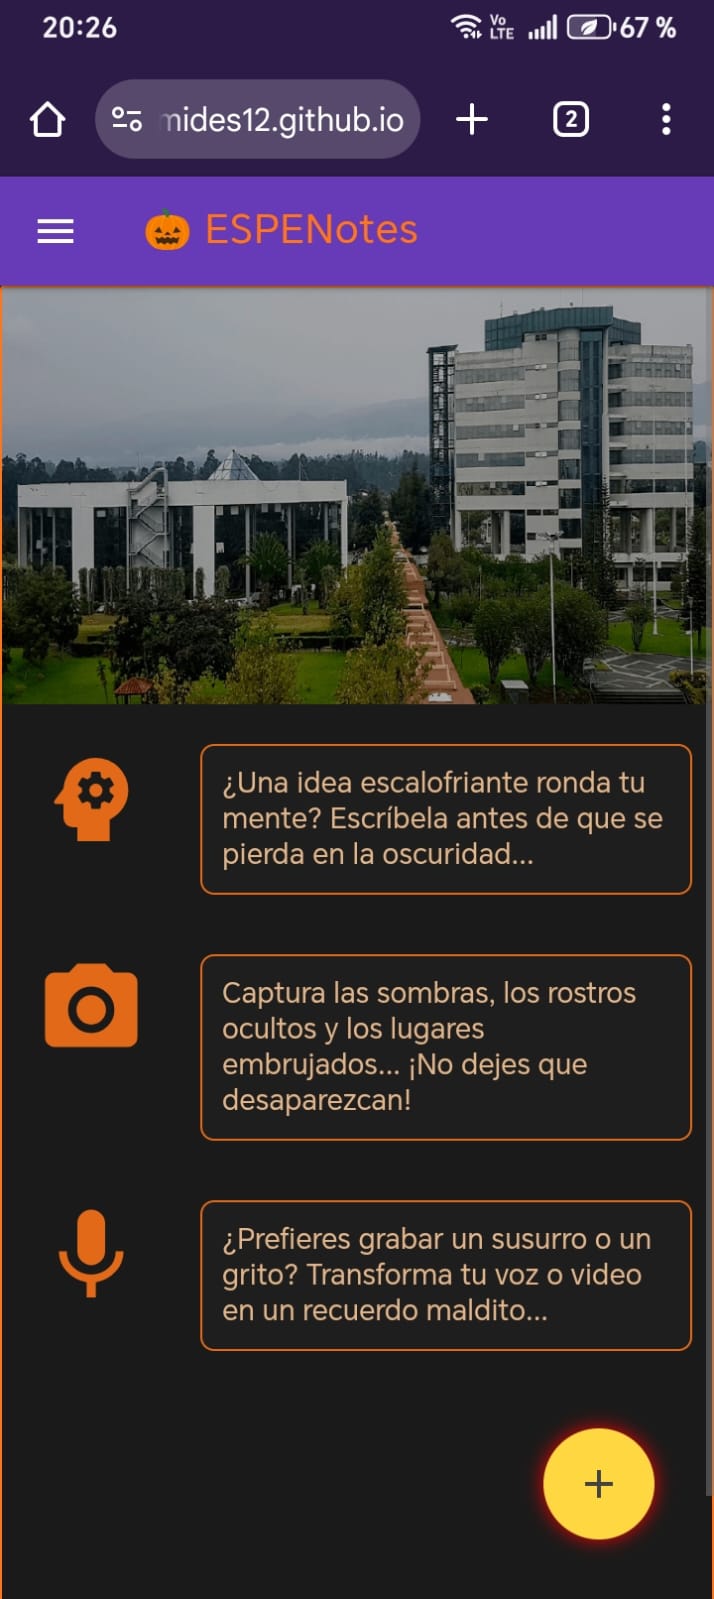 20:26
Vo
LTE
67 %
mides12.github.io
2
🎃 ESPENotes
¿Una idea escalofriante ronda tu
mente? Escríbela antes de que se
pierda en la oscuridad...
Captura las sombras, los rostros
ocultos y los lugares
embrujados... ¡No dejes que
desaparezcan!
¿Prefieres grabar un susurro o un
grito? Transforma tu voz o video
en un recuerdo maldito...